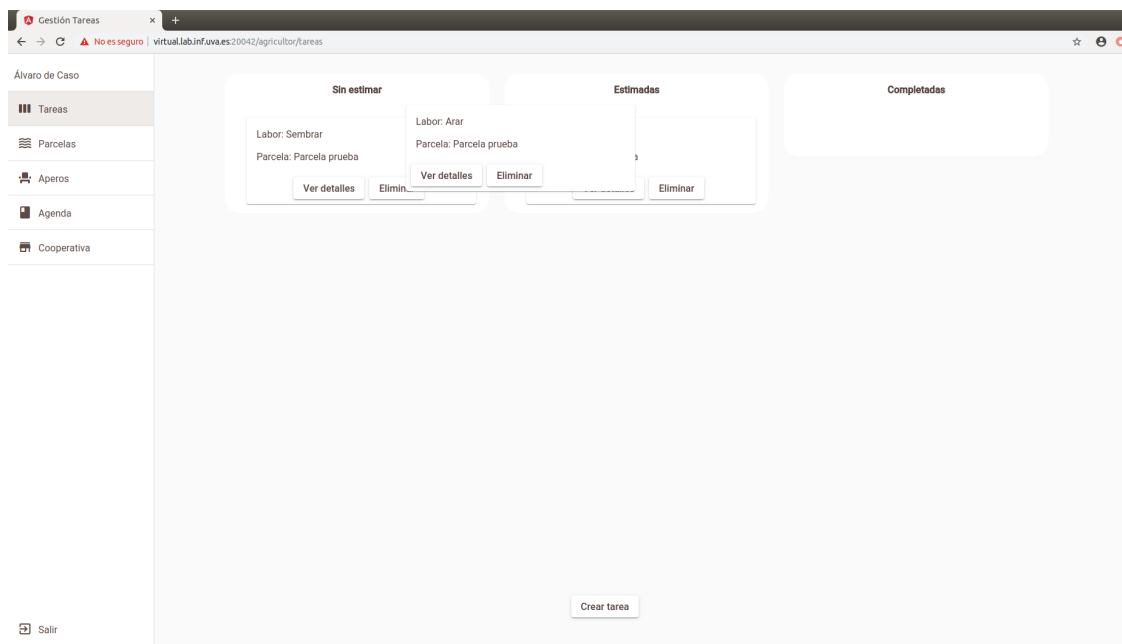 Gestión Tareas
No es seguro | virtual.lab.inf.uva.es:20042/agricultor/tareas
Álvaro de Caso
Tareas
Parcelas
Aperos
Agenda
Cooperativa
Salir
Sin estimar
Labor: Sembrar
Parcela: Parcela prueba
Ver detalles
Labor: Arar
Parcela: Parcela prueba
Ver detalles Eliminar
Estimadas
Eliminar
Completadas
Crear tarea